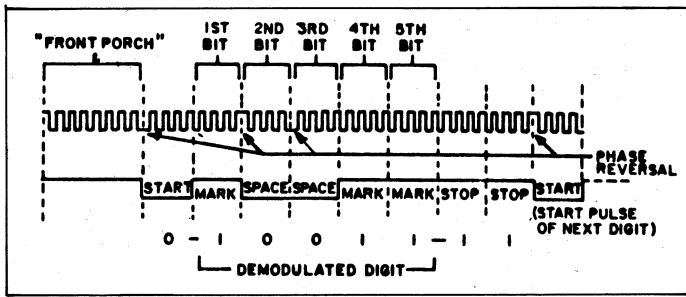 1ST BIT
2ND BIT
3RD BIT
4TH BIT
5TH BIT
"FRONT PORCH"
PHASE REVERSAL
START
MARK
SPACE
SPACE
MARK
MARK
STOP
STOP
START
(START PULSE OF NEXT DIGIT)
0 - 1 0 0 1 1 - 1 1
DEMODULATED DIGIT